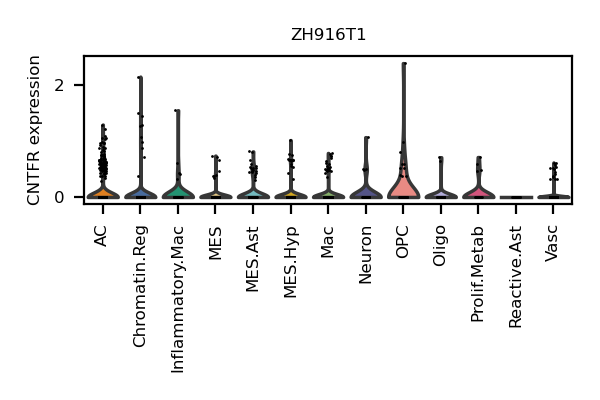 ZH916T1
CNTFR expression
2
0
AC
Chromatin.Reg
Inflammatory.Mac
MES
MES.Ast
MES.Hyp
Mac
Neuron
OPC
Oligo
Prolif.Metab
Reactive.Ast
Vasc